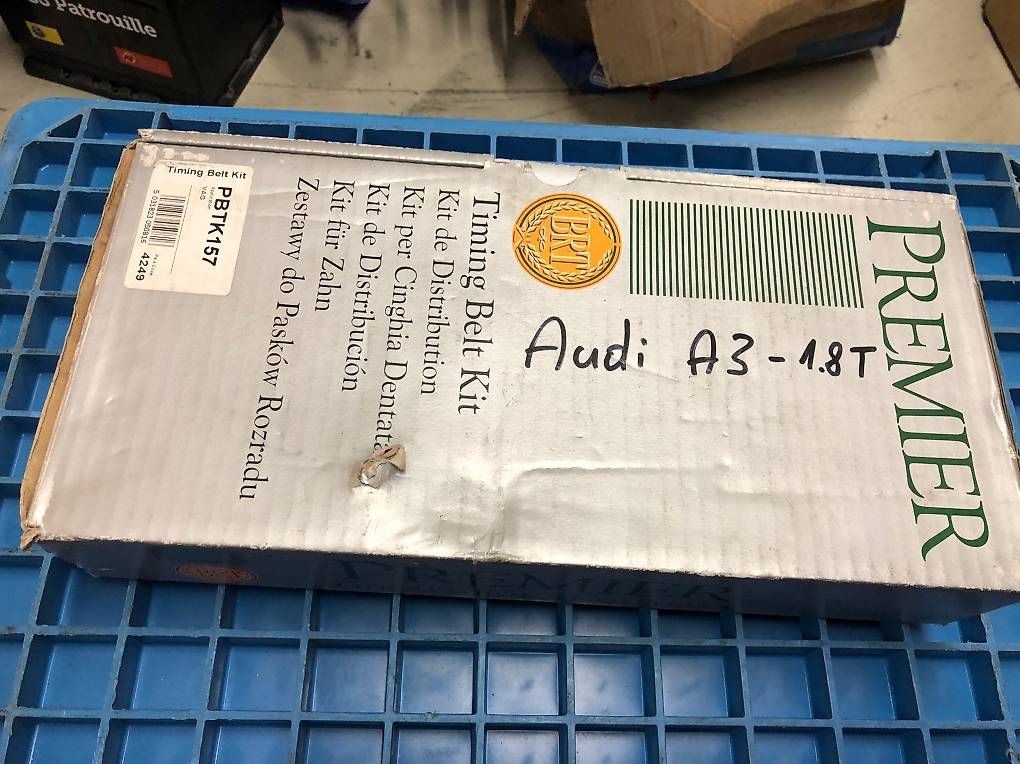 Patrouille
Timing Belt Kit
PBTK157
VAG
4249
PREMIER
BRT
Timing Belt Kit
Kit de Distribution
Kit per Cinghia Dentata
Kit de Distribución
Kit für Zahn
Zestawy do Pasków Rozradu
Audi A3-1.8T
PREMIER